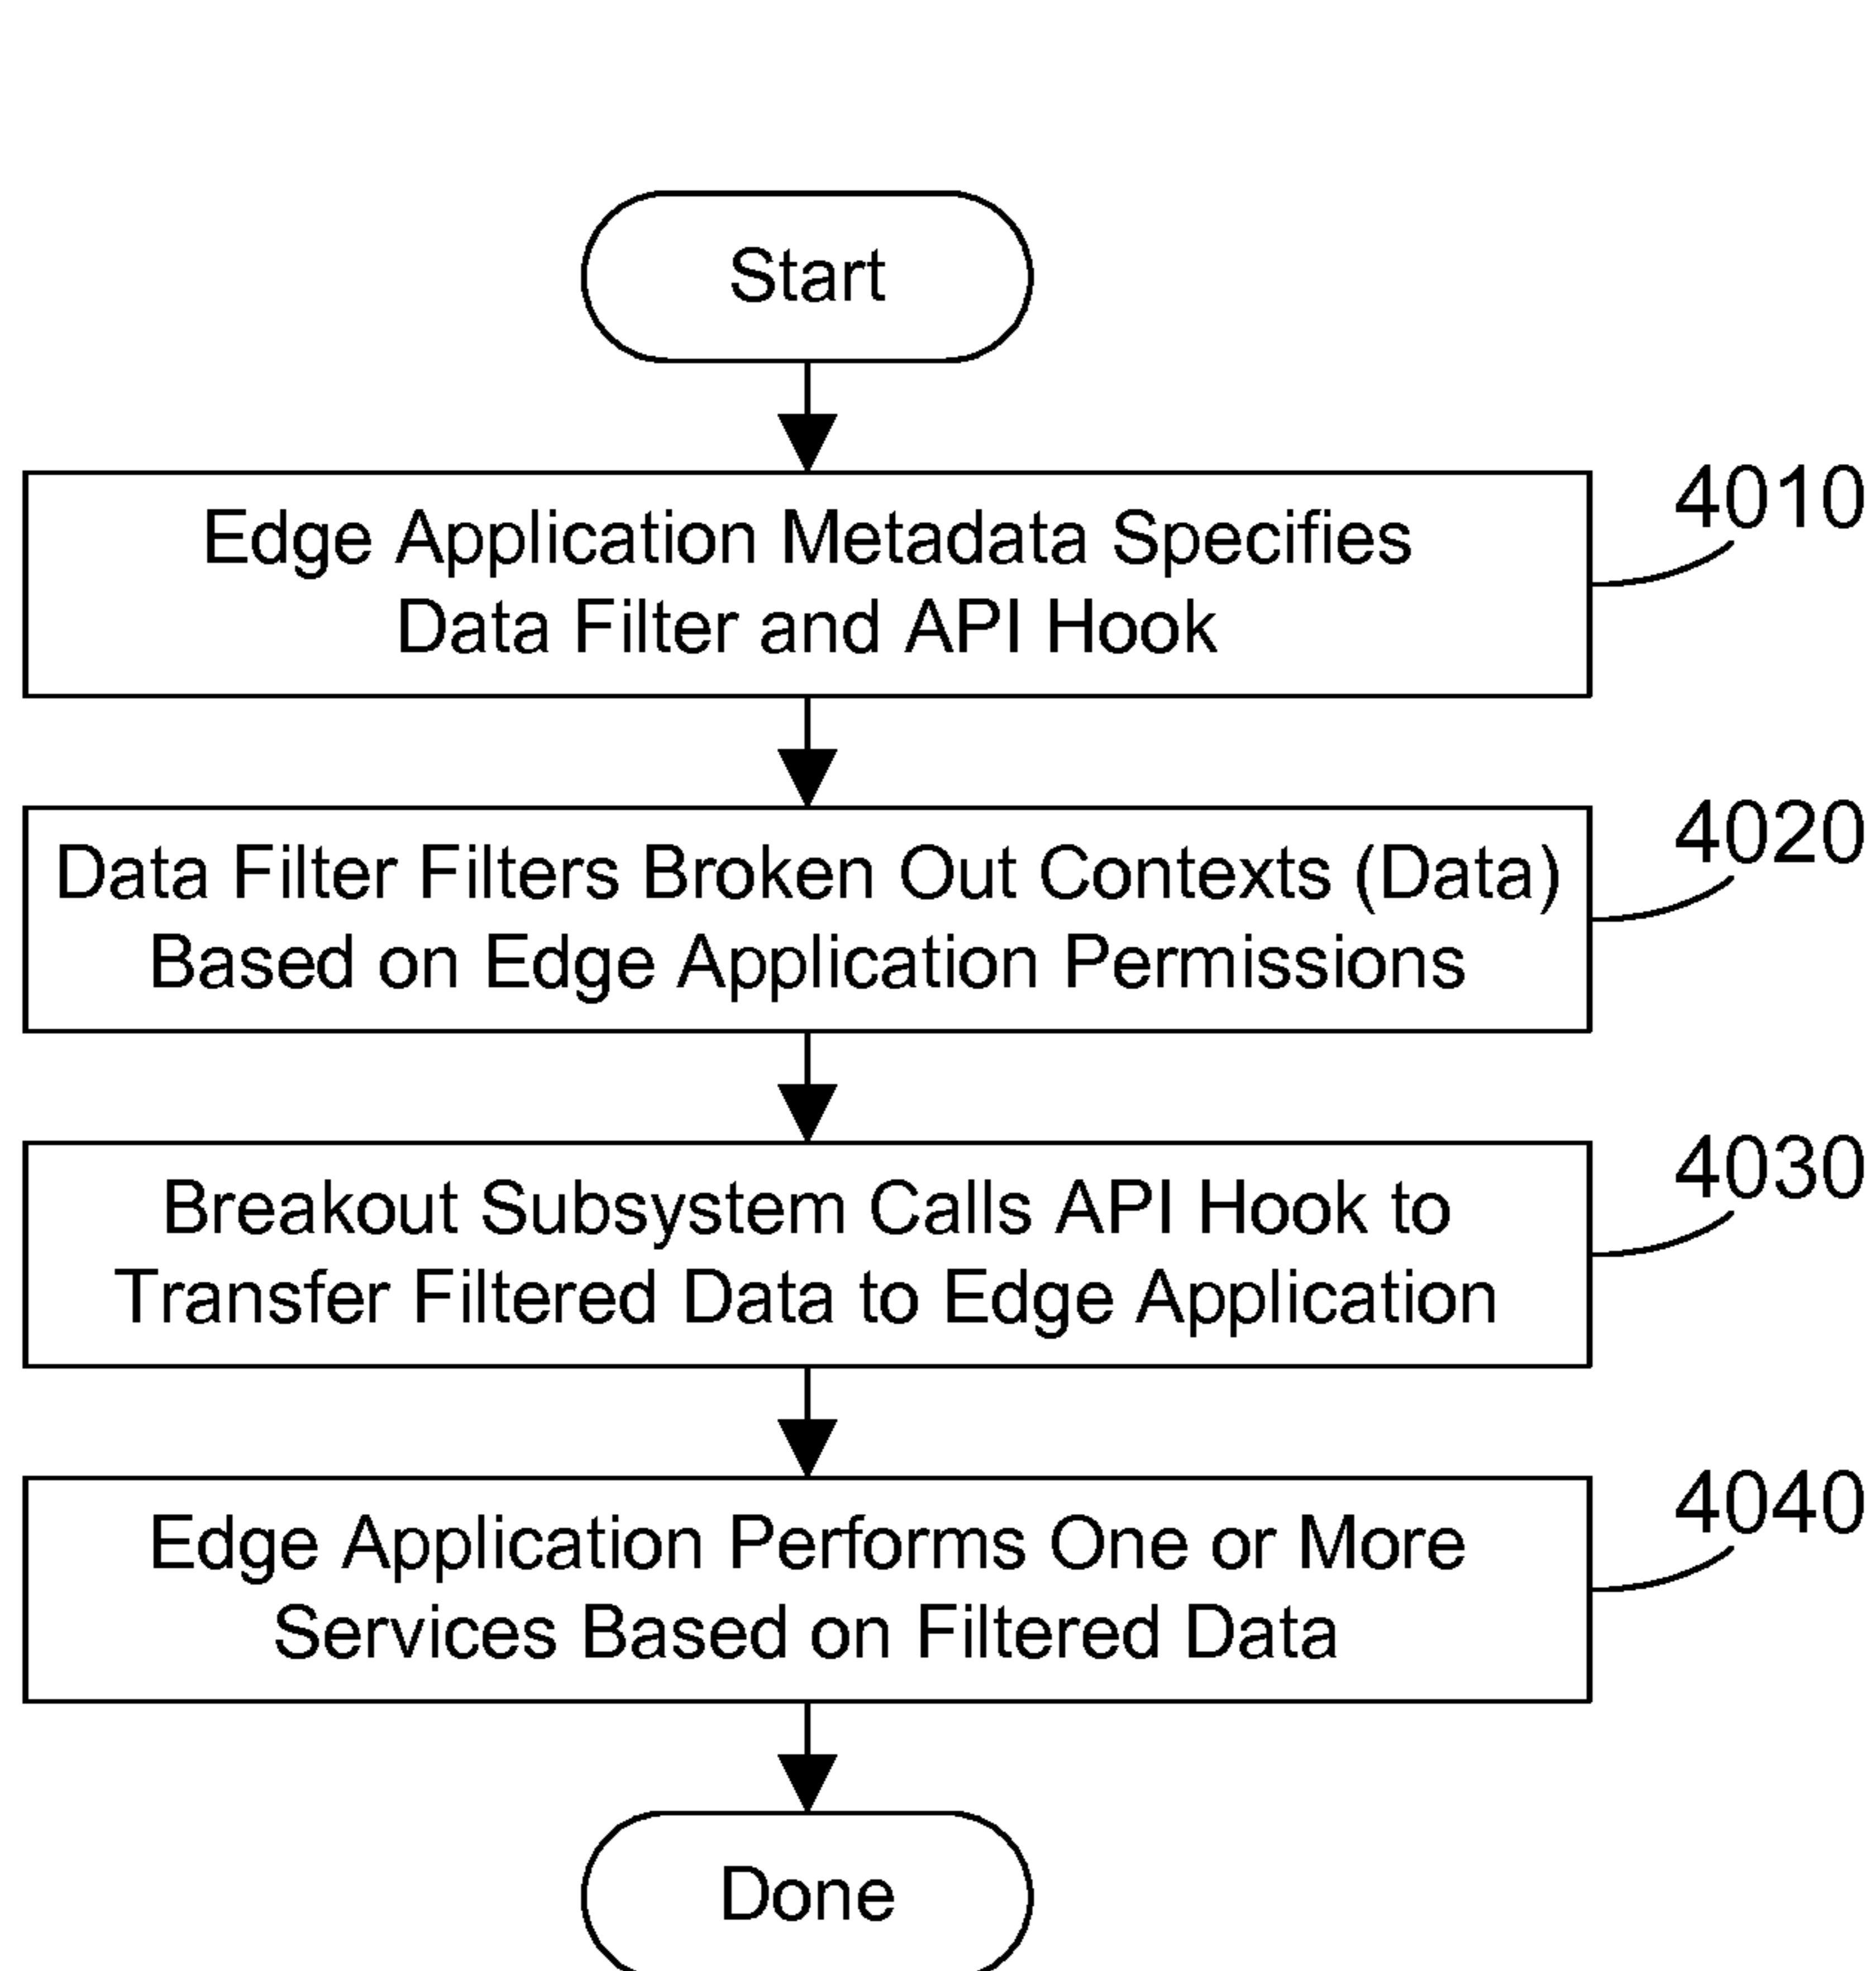 Start
Edge Application Metadata Specifies
Data Filter and API Hook
4010
Data Filter Filters Broken Out Contexts (Data)
Based on Edge Application Permissions
4020
Breakout Subsystem Calls API Hook to
Transfer Filtered Data to Edge Application
4030
Edge Application Performs One or More
Services Based on Filtered Data
4040
Done